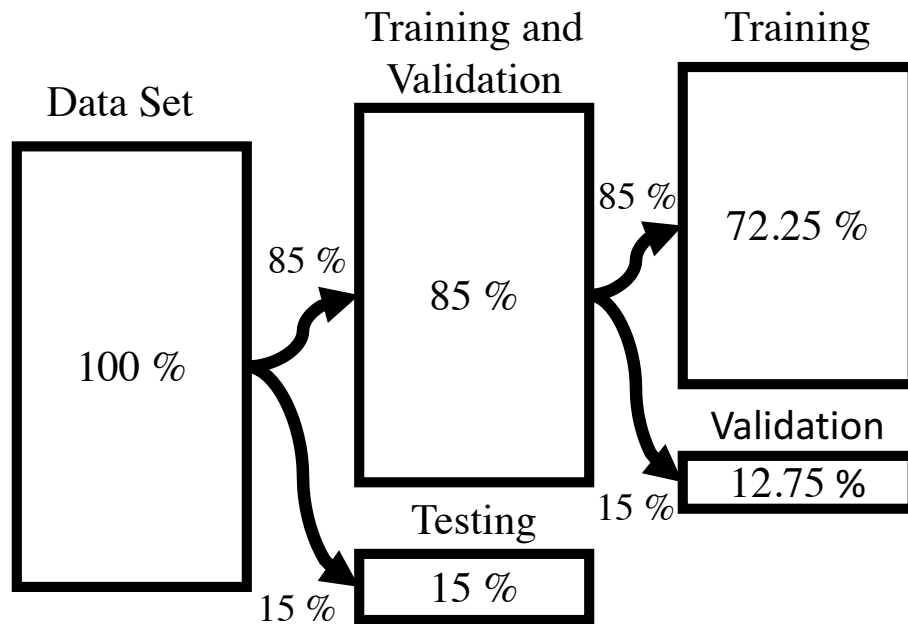 Data Set
100 %
85 %
15 %
Training and
Validation
85 %
Testing
15 %
85 %
15 %
Training
72.25 %
Validation
12.75 %